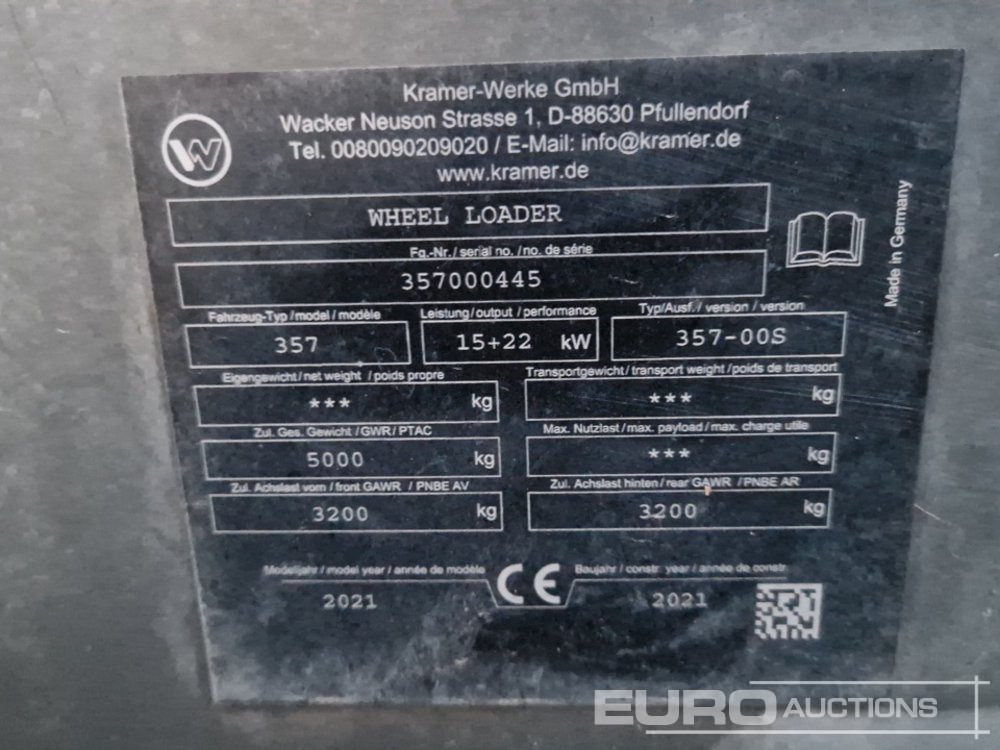 Kramer-Werke GmbH
Wacker Neuson Strasse 1, D-88630 Pfullendorf
Tel. 0080090209020 / E-Mail: info@kramer.de
www.kramer.de
W
WHEEL LOADER
Made in Germany
Fg.-Nr./serial no./no. de série
357000445
Fahrzeug-Typ/model/modèle Leistung/output/performance Typ/Ausf./version/version
357 15+22 kW 357-00S
Eigengewicht/net weight/poids propre Transportgewicht/transport weight/poids de transport
*** kg *** kg
Zul. Ges. Gewicht/GWR/PTAC Max. Nutzlast/max. payload/max. charge utile
5000 kg *** kg
Zul. Achslast vorn/front GAWR / PNBE AV Zul. Achslast hinten/rear GAWR / PNBE AR
3200 kg 3200 kg
Modelljahr/model year/année de modèle CE Baujahr/constr. year/année de constr.
2021 2021
EURO AUCTIONS